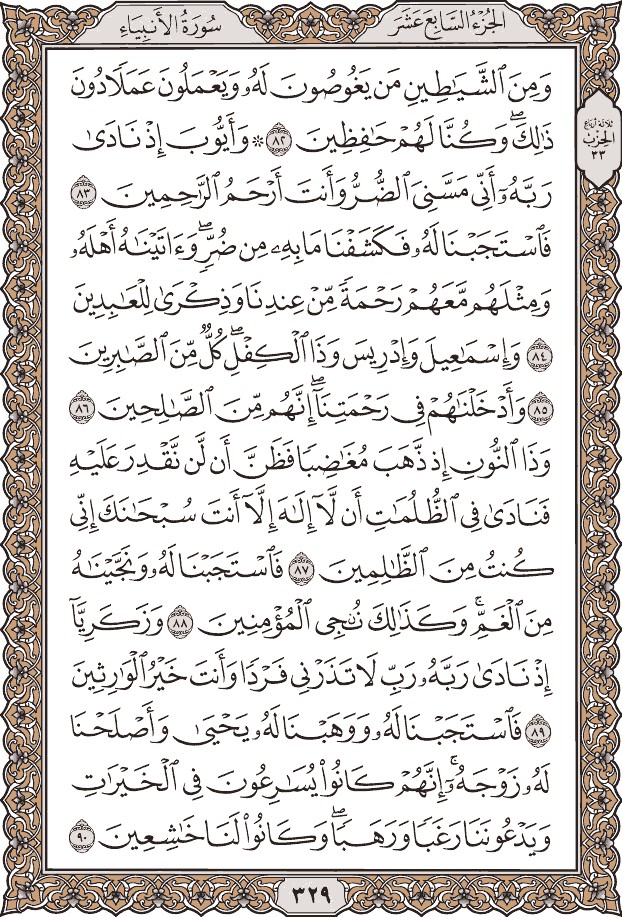 الجُزْءُ السَّابِعَ عَشَرَ
سُورَةُ الأَنبِيَاءِ
وَمِنَ ٱلشَّيَٰطِينِ مَن يَغُوصُونَ لَهُۥ وَيَعْمَلُونَ عَمَلًا دُونَ
ذَٰلِكَۖ وَكُنَّا لَهُمْ حَٰفِظِينَ ٨٢ ۞ وَأَيُّوبَ إِذْ نَادَىٰ
رَبَّهُۥٓ أَنِّي مَسَّنِيَ ٱلضُّرُّ وَأَنتَ أَرْحَمُ ٱلرَّٰحِمِينَ ٨٣
فَٱسْتَجَبْنَا لَهُۥ فَكَشَفْنَا مَا بِهِۦ مِن ضُرٍّۖ وَءَاتَيْنَٰهُ أَهْلَهُۥ
وَمِثْلَهُم مَّعَهُمْ رَحْمَةً مِّنْ عِندِنَا وَذِكْرَىٰ لِلْعَٰبِدِينَ
٨٤ وَإِسْمَٰعِيلَ وَإِدْرِيسَ وَذَا ٱلْكِفْلِۖ كُلٌّ مِّنَ ٱلصَّٰبِرِينَ
٨٥ وَأَدْخَلْنَٰهُمْ فِي رَحْمَتِنَآۖ إِنَّهُم مِّنَ ٱلصَّٰلِحِينَ ٨٦
وَذَا ٱلنُّونِ إِذ ذَّهَبَ مُغَٰضِبًا فَظَنَّ أَن لَّن نَّقْدِرَ عَلَيْهِ
فَنَادَىٰ فِي ٱلظُّلُمَٰتِ أَن لَّآ إِلَٰهَ إِلَّآ أَنتَ سُبْحَٰنَكَ إِنِّي
كُنتُ مِنَ ٱلظَّٰلِمِينَ ٨٧ فَٱسْتَجَبْنَا لَهُۥ وَنَجَّيْنَٰهُ
مِنَ ٱلْغَمِّۚ وَكَذَٰلِكَ نُـۨجِي ٱلْمُؤْمِنِينَ ٨٨ وَزَكَرِيَّآ
إِذْ نَادَىٰ رَبَّهُۥ رَبِّ لَا تَذَرْنِي فَرْدًا وَأَنتَ خَيْرُ ٱلْوَٰرِثِينَ
٨٩ فَٱسْتَجَبْنَا لَهُۥ وَوَهَبْنَا لَهُۥ يَحْيَىٰ وَأَصْلَحْنَا
لَهُۥ زَوْجَهُۥٓۚ إِنَّهُمْ كَانُوا۟ يُسَٰرِعُونَ فِي ٱلْخَيْرَٰتِ
وَيَدْعُونَنَا رَغَبًا وَرَهَبًاۖ وَكَانُوا۟ لَنَا خَٰشِعِينَ ٩٠
ثلاثة أرباع
الحزب
٣٣
٣٢٩